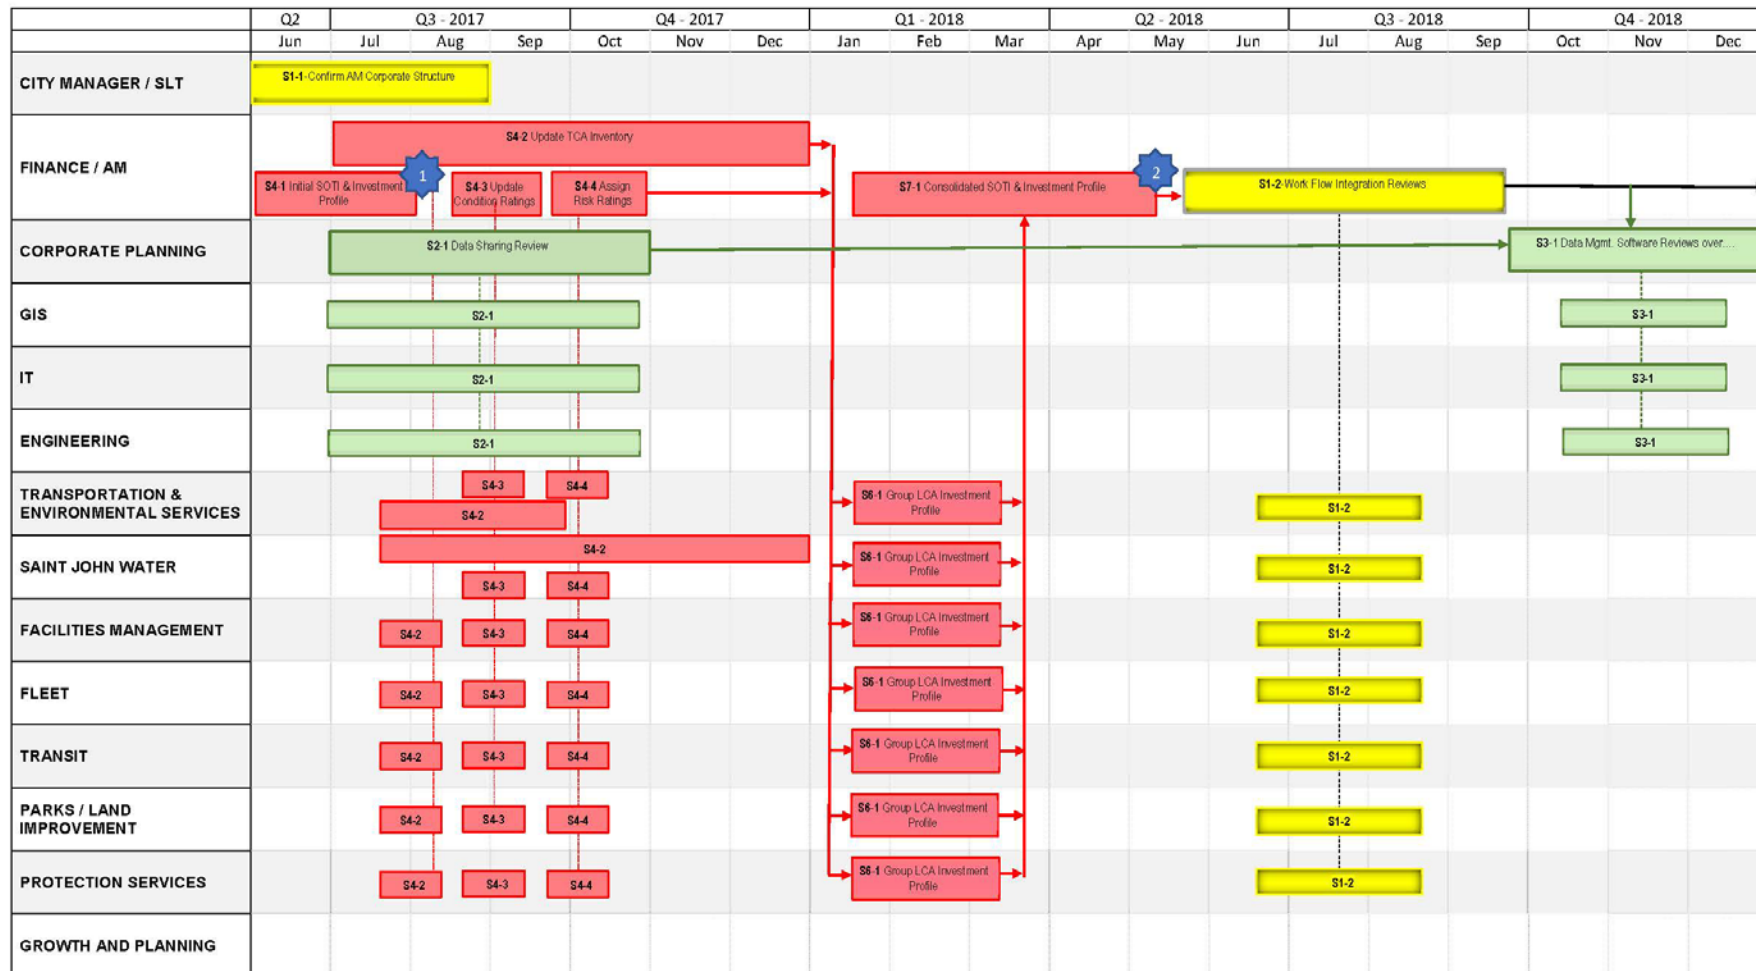 Q2 Q3 - 2017 Q4 - 2017 Q1 - 2018 Q2 - 2018 Q3 - 2018 Q4 - 2018
Jun Jul Aug Sep Oct Nov Dec Jan Feb Mar Apr May Jun Jul Aug Sep Oct Nov Dec
CITY MANAGER / SLT
S1-1-Confirm AM Corporate Structure
FINANCE / AM
S4-2 Update TCA Inventory
1
S4-1 Initial SOTI & Investment
Profile
S4-3 Update
Condition Ratings
S4-4 Assign
Risk Ratings
S7-1 Consolidated SOTI & Investment Profile
2
S1-2-Work Flow Integration Reviews
CORPORATE PLANNING
S2-1 Data Sharing Review
S3-1 Data Mgmt. Software Reviews over....
GIS
S2-1
S3-1
IT
S2-1
S3-1
ENGINEERING
S2-1
S3-1
TRANSPORTATION &
ENVIRONMENTAL SERVICES
S4-3
S4-4
S4-2
S6-1 Group LCA Investment
Profile
S1-2
SAINT JOHN WATER
S4-2
S4-3
S4-4
S6-1 Group LCA Investment
Profile
S1-2
FACILITIES MANAGEMENT
S4-2
S4-3
S4-4
S6-1 Group LCA Investment
Profile
S1-2
FLEET
S4-2
S4-3
S4-4
S6-1 Group LCA Investment
Profile
S1-2
TRANSIT
S4-2
S4-3
S4-4
S6-1 Group LCA Investment
Profile
S1-2
PARKS / LAND
IMPROVEMENT
S4-2
S4-3
S4-4
S6-1 Group LCA Investment
Profile
S1-2
PROTECTION SERVICES
S4-2
S4-3
S4-4
S6-1 Group LCA Investment
Profile
S1-2
GROWTH AND PLANNING